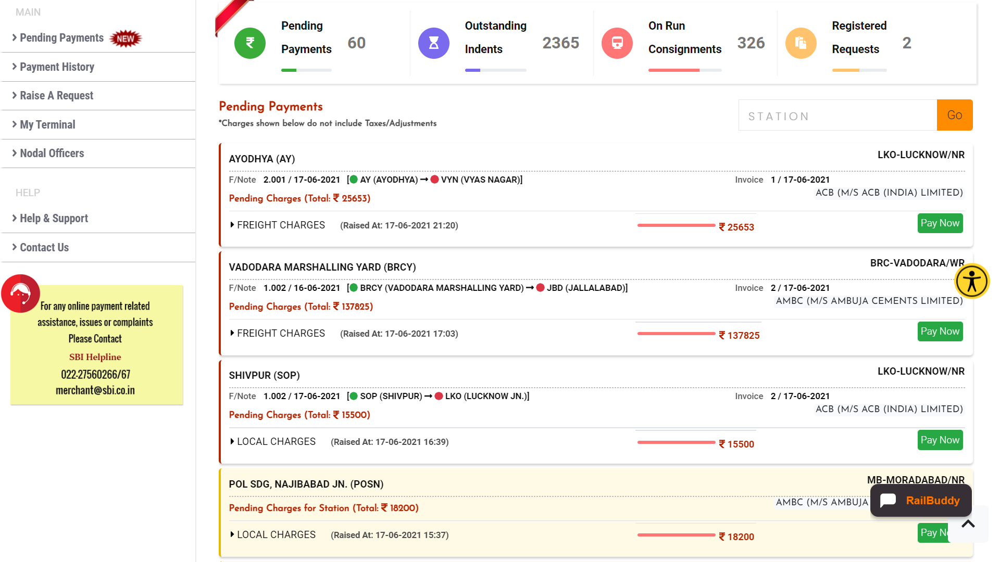 MAIN
Pending Payments NEW
Payment History
Raise A Request
My Terminal
Nodal Officers
HELP
Help & Support
Contact Us
For any online payment related
assistance, issues or complaints
Please Contact
SBI Helpline
022-27560266/67
merchant@sbi.co.in
Pending
Payments
60
Outstanding
Indents
2365
On Run
Consignments
326
Registered
Requests
2
Pending Payments
*Charges shown below do not include Taxes/Adjustments
STATION
Go
AYODHYA (AY)
LKO-LUCKNOW/NR
F/Note 2.001 / 17-06-2021 [ AY (AYODHYA) → VYN (VYAS NAGAR)]
Invoice 1 / 17-06-2021
ACB (M/S ACB (INDIA) LIMITED)
Pending Charges (Total: ₹ 25653)
FREIGHT CHARGES (Raised At: 17-06-2021 21:20)
₹ 25653
Pay Now
VADODARA MARSHALLING YARD (BRCY)
BRC-VADODARA/WR
F/Note 1.002 / 16-06-2021 [ BRCY (VADODARA MARSHALLING YARD) → JBD (JALLALABAD)]
Invoice 2 / 17-06-2021
AMBC (M/S AMBUJA CEMENTS LIMITED)
Pending Charges (Total: ₹ 137825)
FREIGHT CHARGES (Raised At: 17-06-2021 17:03)
₹ 137825
Pay Now
SHIVPUR (SOP)
LKO-LUCKNOW/NR
F/Note 1.002 / 17-06-2021 [ SOP (SHIVPUR) → LKO (LUCKNOW JN.)]
Invoice 2 / 17-06-2021
ACB (M/S ACB (INDIA) LIMITED)
Pending Charges (Total: ₹ 15500)
LOCAL CHARGES (Raised At: 17-06-2021 16:39)
₹ 15500
Pay Now
POL SDG, NAJIBABAD JN. (POSN)
MB-MORADABAD/NR
AMBC (M/S AMBUJA
Pending Charges for Station (Total: ₹ 18200)
RailBuddy
LOCAL CHARGES (Raised At: 17-06-2021 15:37)
₹ 18200
Pay